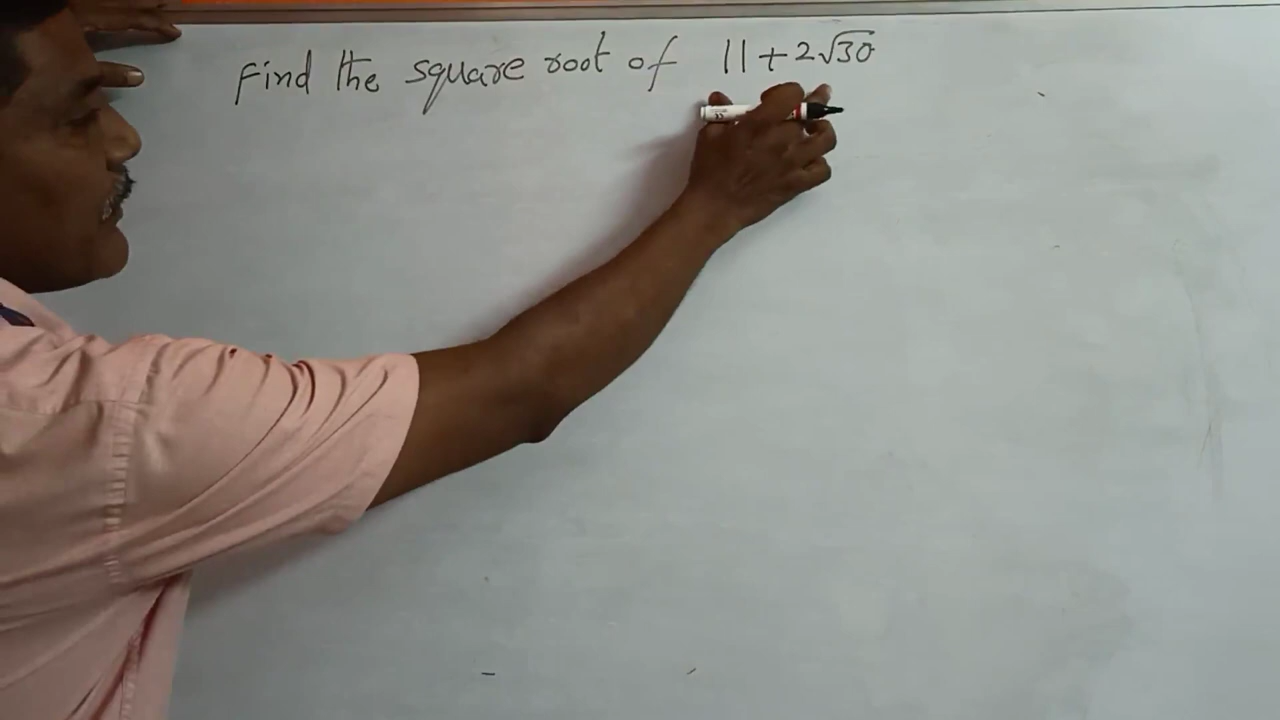 Find the square root of 11+2√30